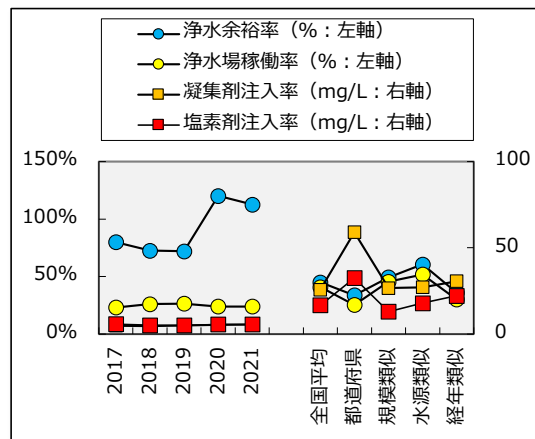 浄水余裕率（%：左軸）
浄水場稼働率（%：左軸）
凝集剤注入率（mg/L：右軸）
塩素剤注入率（mg/L：右軸）
150%
100%
50%
0%
100
50
0
2017
2018
2019
2020
2021
全国平均
都道府県
規模類似
水源類似
経年類似